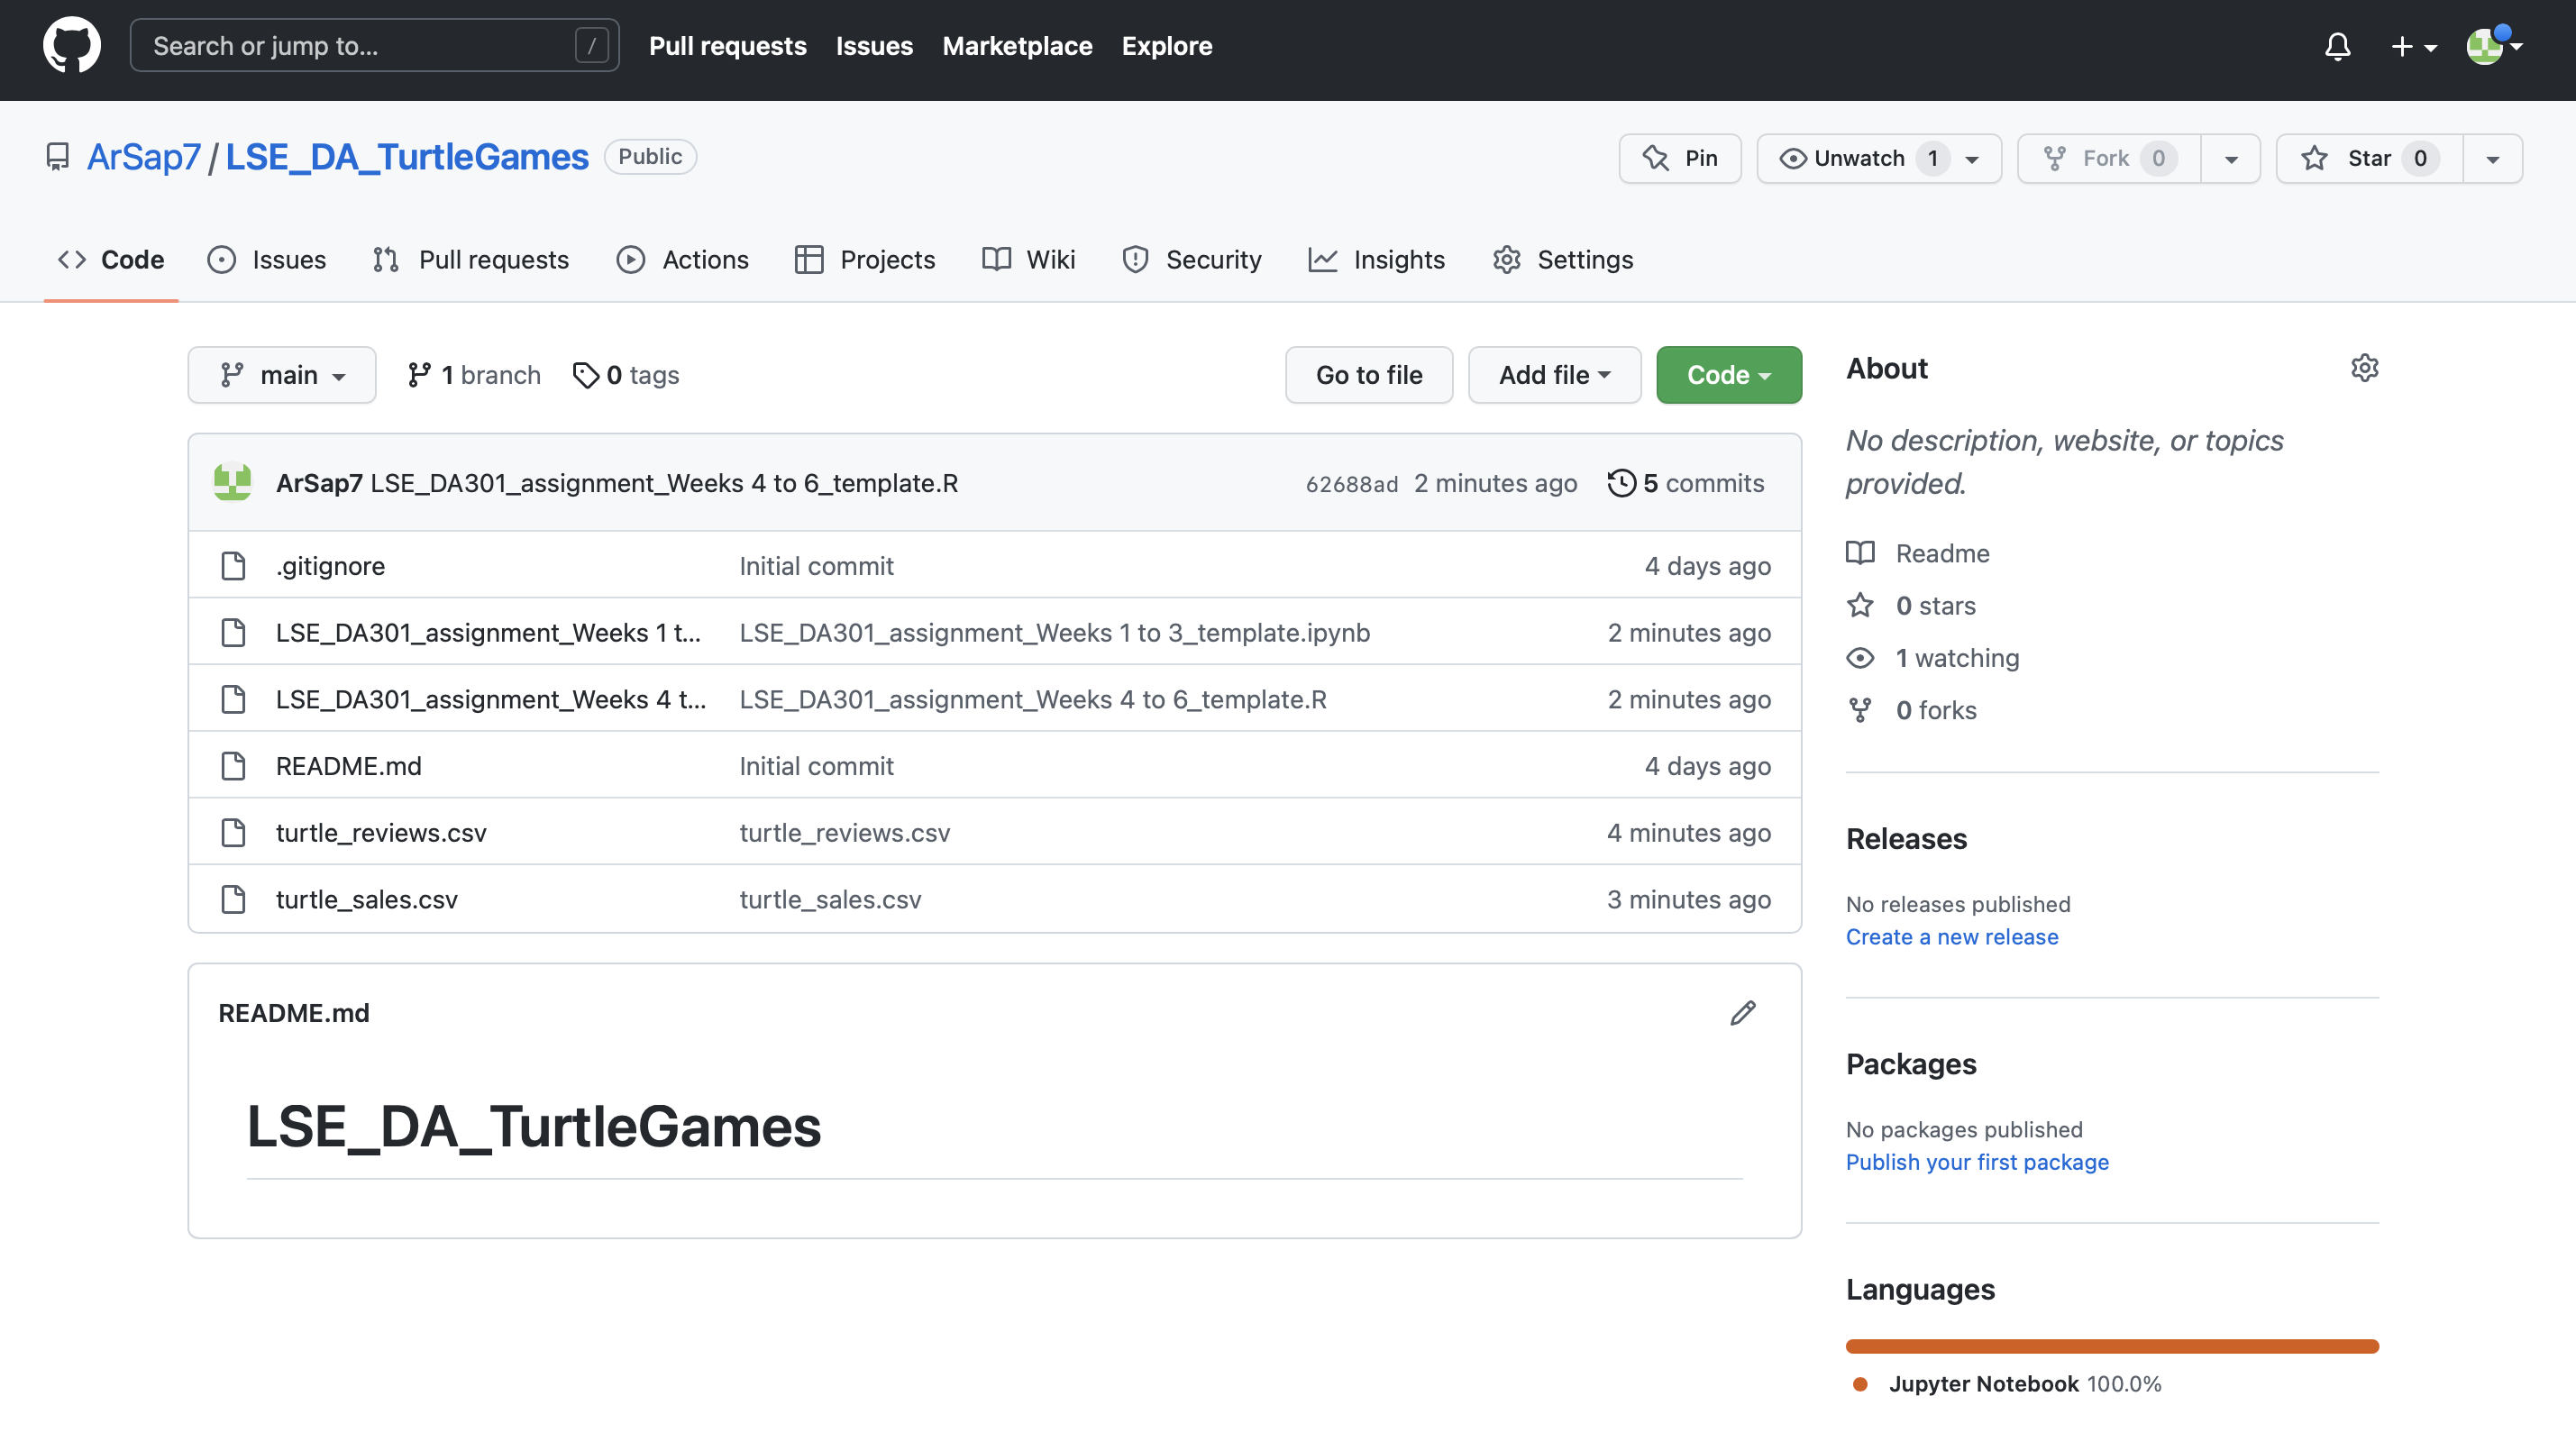 Search or jump to... /
Pull requests Issues Marketplace Explore
ArSap7 / LSE_DA_TurtleGames Public
Pin Unwatch 1 Fork 0 Star 0
Code Issues Pull requests Actions Projects Wiki Security Insights Settings
main 1 branch 0 tags Go to file Add file Code
ArSap7 LSE_DA301_assignment_Weeks 4 to 6_template.R 62688ad 2 minutes ago 5 commits
.gitignore Initial commit 4 days ago
LSE_DA301_assignment_Weeks 1 t... LSE_DA301_assignment_Weeks 1 to 3_template.ipynb 2 minutes ago
LSE_DA301_assignment_Weeks 4 t... LSE_DA301_assignment_Weeks 4 to 6_template.R 2 minutes ago
README.md Initial commit 4 days ago
turtle_reviews.csv turtle_reviews.csv 4 minutes ago
turtle_sales.csv turtle_sales.csv 3 minutes ago
README.md
LSE_DA_TurtleGames
About
No description, website, or topics
provided.
Readme
0 stars
1 watching
0 forks
Releases
No releases published
Create a new release
Packages
No packages published
Publish your first package
Languages
Jupyter Notebook 100.0%